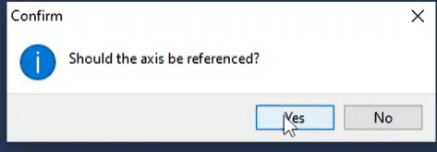 Confirm
Should the axis be referenced?
Yes
No